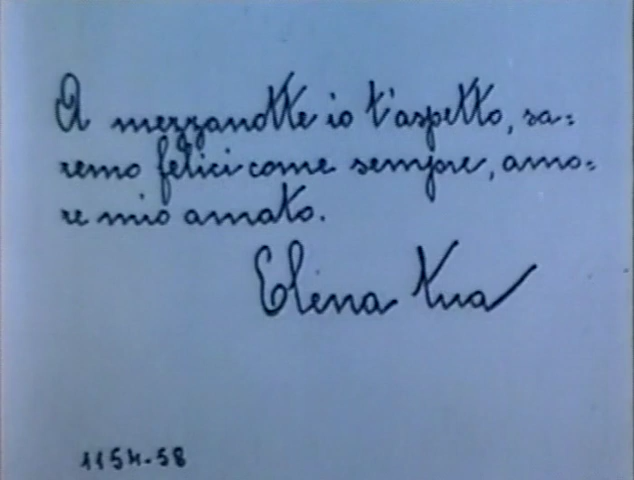 A mezzanotte io t'aspetto, sa=
remo felici come sempre, amo=
re mio amato.
Elena tua
1154-58